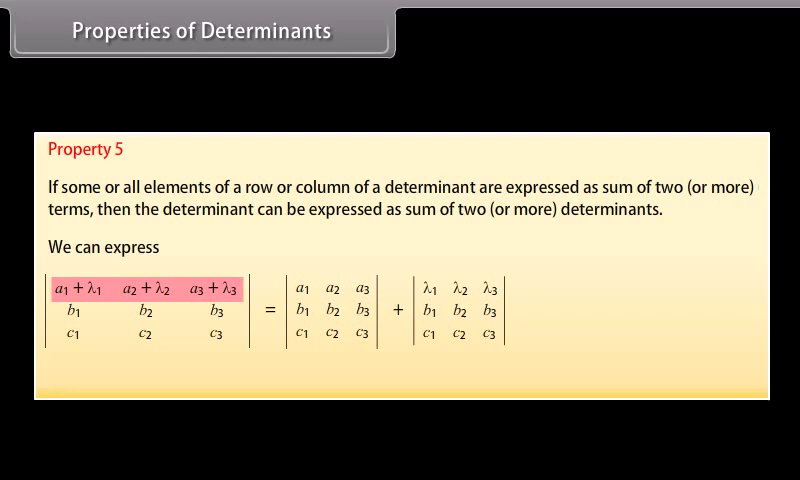 Properties of Determinants
Property 5
If some or all elements of a row or column of a determinant are expressed as sum of two (or more)
terms, then the determinant can be expressed as sum of two (or more) determinants.
We can express
a1 + λ1 a2 + λ2 a3 + λ3 a1 a2 a3 λ1 λ2 λ3
b1 b2 b3 = b1 b2 b3 + b1 b2 b3
c1 c2 c3 c1 c2 c3 c1 c2 c3